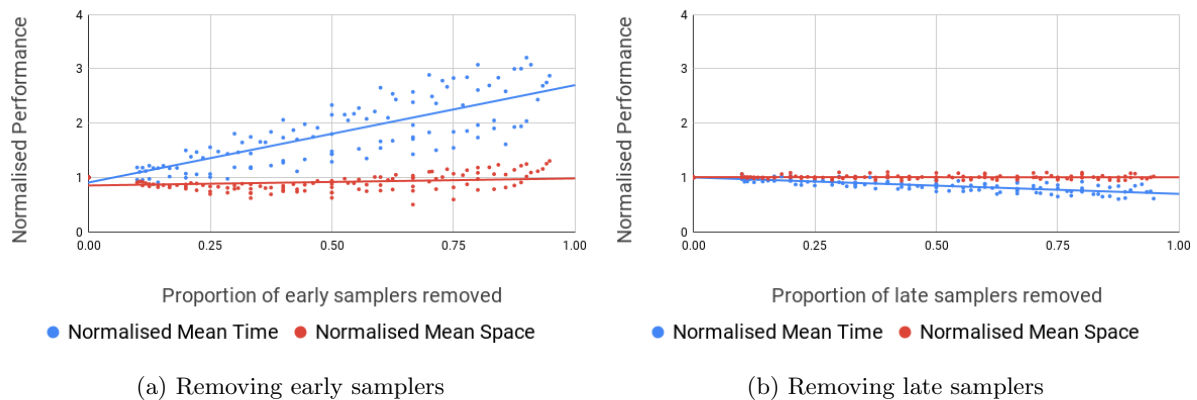 Normalised Performance
4
3
2
1
0
0.00
0.25
0.50
0.75
1.00
Proportion of early samplers removed
Normalised Mean Time
Normalised Mean Space
(a) Removing early samplers
Normalised Performance
4
3
2
1
0
0.00
0.25
0.50
0.75
1.00
Proportion of late samplers removed
Normalised Mean Time
Normalised Mean Space
(b) Removing late samplers